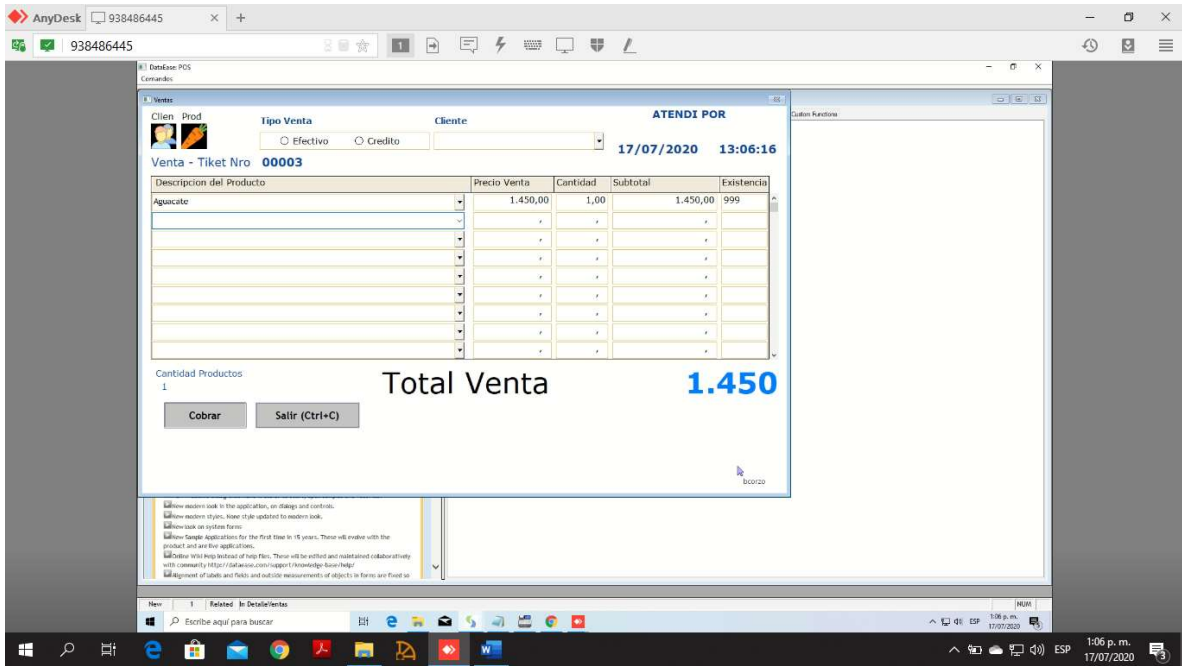 AnyDesk 938486445 × +
938486445 1
DataEase: POS
Comandos
Ventas
Custom Functions
Clien Prod
ATENDI POR
Tipo Venta Cliente
Efectivo Credito
17/07/2020 13:06:16
Venta - Tiket Nro 00003
Descripcion del Producto Precio Venta Cantidad Subtotal Existencia
Aguacate 1.450,00 1,00 1.450,00 999
, , ,
, , ,
, , ,
, , ,
, , ,
, , ,
, , ,
, , ,
Cantidad Productos
1
Total Venta 1.450
Cobrar Salir (Ctrl+C)
bcorzo
New modern look in the application, on dialogs and controls.
New modern styles. None style updated to modern look.
New look on system forms
New Sample Applications for the first time in 15 years. These will evolve with the
product and are live applications.
Online Wiki Help instead of help files. These will be edited and maintained collaboratively
with community http://dataease.com/support/knowledge-base/help/
Alignment of labels and fields and outside measurements of objects in forms are fixed so
New 1 Related In DetalleVentas NUM
Escribe aquí para buscar ESP 1:06 p. m.
17/07/2020
ESP 1:06 p. m.
17/07/2020 3